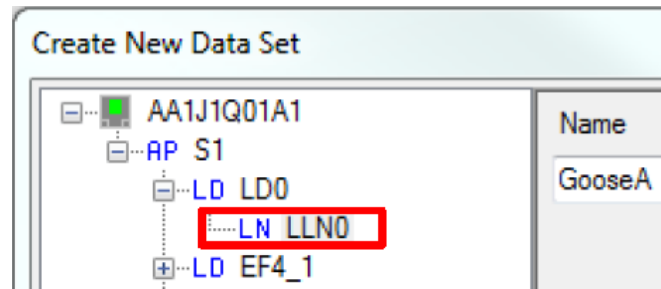 Create New Data Set
AA1J1Q01A1
AP S1
LD LD0
LN LLN0
LD EF4_1
Name
GooseA